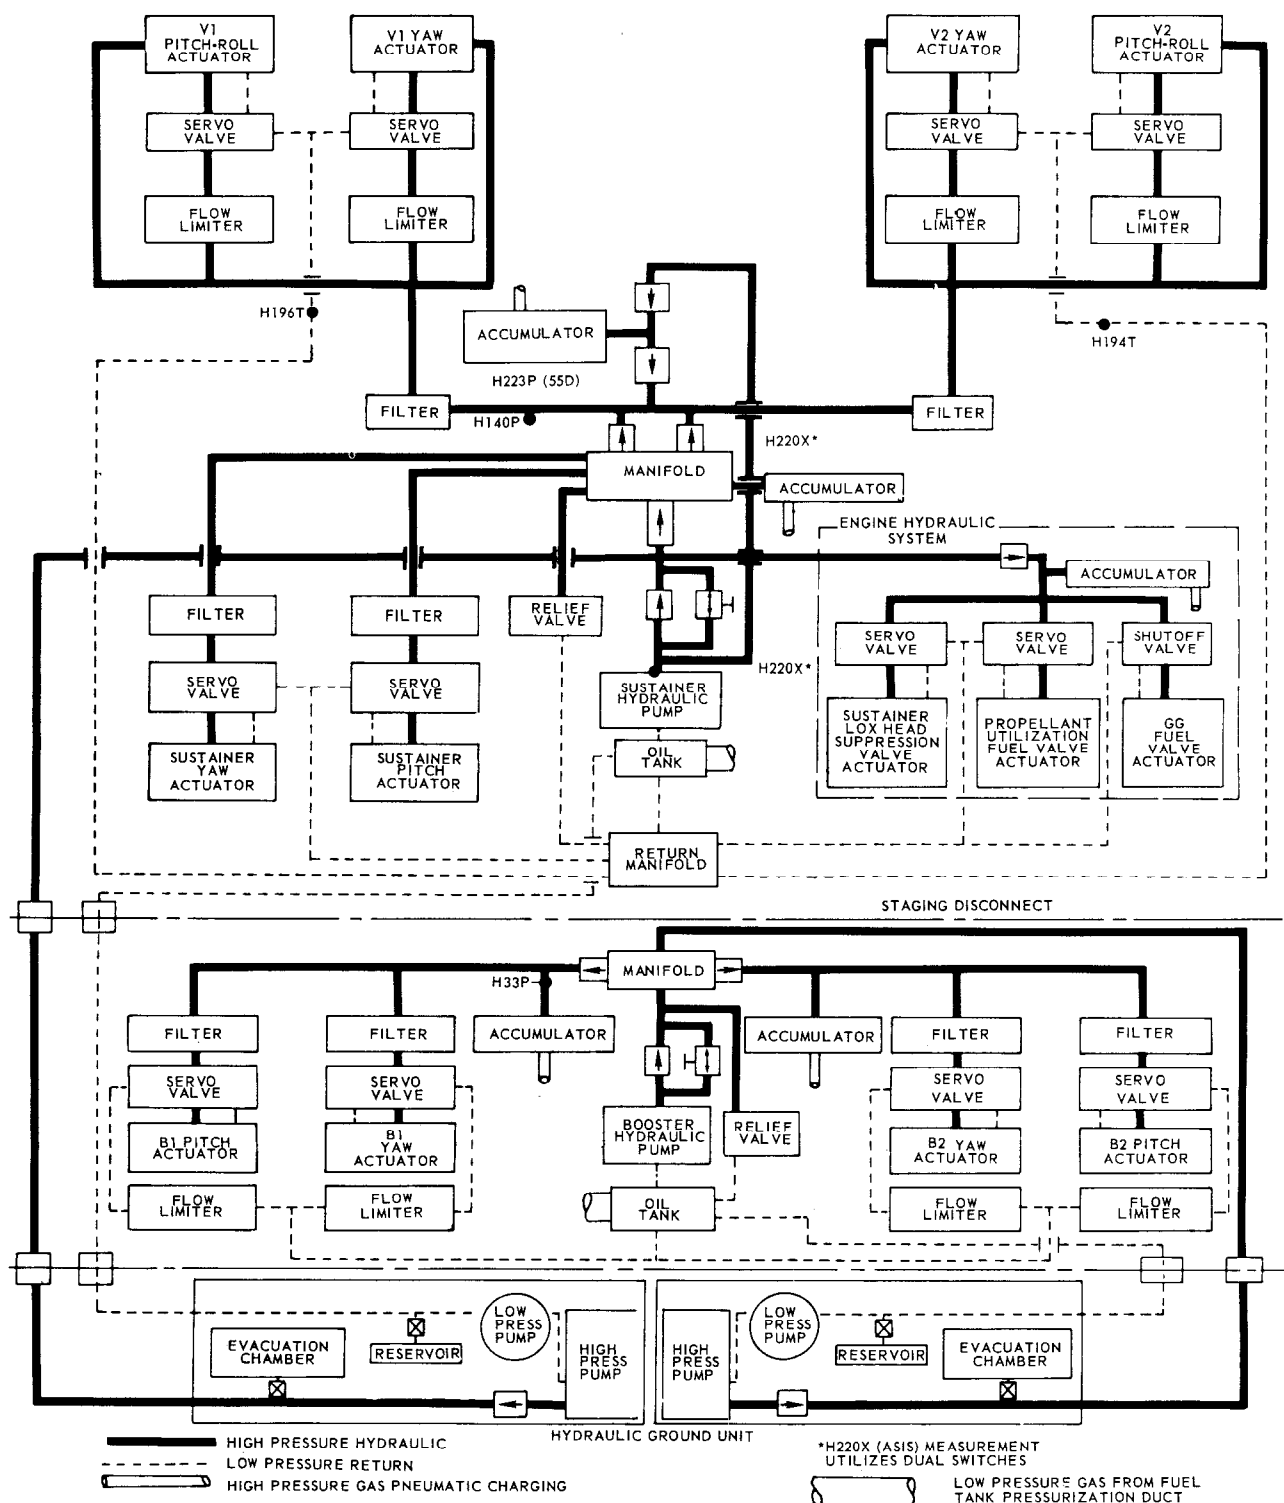 V1
PITCH-ROLL
ACTUATOR
V1 YAW
ACTUATOR
V2 YAW
ACTUATOR
V2
PITCH-ROLL
ACTUATOR
SERVO
VALVE
SERVO
VALVE
SERVO
VALVE
SERVO
VALVE
FLOW
LIMITER
FLOW
LIMITER
FLOW
LIMITER
FLOW
LIMITER
H196T
ACCUMULATOR
H194T
H223P (55D)
FILTER
H140P
FILTER
H220X*
MANIFOLD
ACCUMULATOR
ENGINE HYDRAULIC
SYSTEM
ACCUMULATOR
FILTER
FILTER
RELIEF
VALVE
SERVO
VALVE
SERVO
VALVE
SHUTOFF
VALVE
SERVO
VALVE
SERVO
VALVE
H220X*
SUSTAINER
HYDRAULIC
PUMP
SUSTAINER
LOX HEAD
SUPPRESSION
VALVE
ACTUATOR
PROPELLANT
UTILIZATION
FUEL VALVE
ACTUATOR
GG
FUEL
VALVE
ACTUATOR
SUSTAINER
YAW
ACTUATOR
SUSTAINER
PITCH
ACTUATOR
OIL
TANK
RETURN
MANIFOLD
STAGING DISCONNECT
MANIFOLD
H33P
FILTER
FILTER
ACCUMULATOR
ACCUMULATOR
FILTER
FILTER
SERVO
VALVE
SERVO
VALVE
SERVO
VALVE
SERVO
VALVE
B1 PITCH
ACTUATOR
B1
YAW
ACTUATOR
BOOSTER
HYDRAULIC
PUMP
RELIEF
VALVE
B2 YAW
ACTUATOR
B2 PITCH
ACTUATOR
FLOW
LIMITER
FLOW
LIMITER
OIL
TANK
FLOW
LIMITER
FLOW
LIMITER
EVACUATION
CHAMBER
RESERVOIR
LOW
PRESS
PUMP
HIGH
PRESS
PUMP
HIGH
PRESS
PUMP
LOW
PRESS
PUMP
RESERVOIR
EVACUATION
CHAMBER
HYDRAULIC GROUND UNIT
HIGH PRESSURE HYDRAULIC
LOW PRESSURE RETURN
HIGH PRESSURE GAS PNEUMATIC CHARGING
*H220X (ASIS) MEASUREMENT
UTILIZES DUAL SWITCHES
LOW PRESSURE GAS FROM FUEL
TANK PRESSURIZATION DUCT